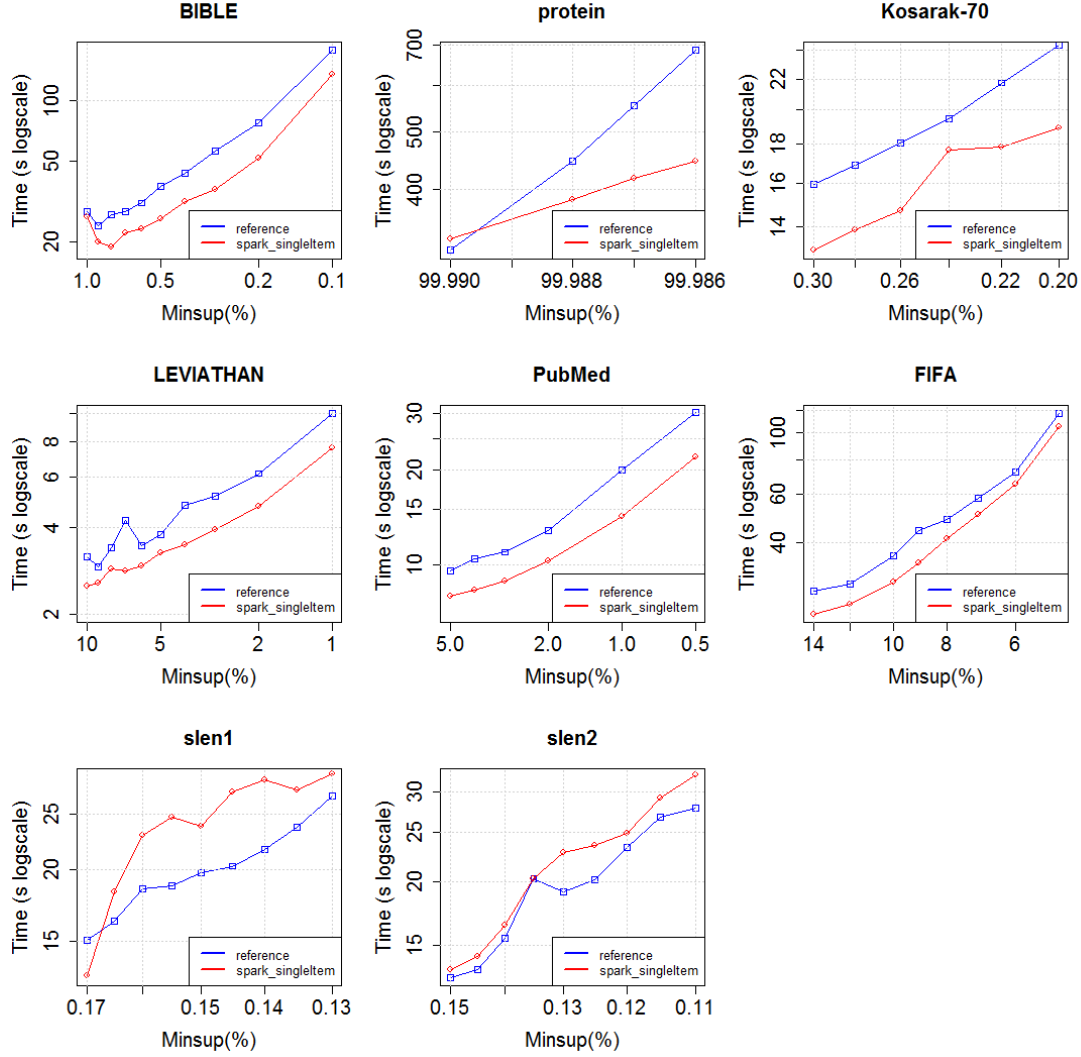 BIBLE
Time (s logscale)
100
50
20
reference
spark_singleItem
1.0 0.5 0.2 0.1
Minsup(%)
protein
Time (s logscale)
700
500
400
reference
spark_singleItem
99.990 99.988 99.986
Minsup(%)
Kosarak-70
Time (s logscale)
22
18
16
14
reference
spark_singleItem
0.30 0.26 0.22 0.20
Minsup(%)
LEVIATHAN
Time (s logscale)
8
6
4
2
reference
spark_singleItem
10 5 2 1
Minsup(%)
PubMed
Time (s logscale)
30
20
15
10
reference
spark_singleItem
5.0 2.0 1.0 0.5
Minsup(%)
FIFA
Time (s logscale)
100
60
40
reference
spark_singleItem
14 10 8 6
Minsup(%)
slen1
Time (s logscale)
25
20
15
reference
spark_singleItem
0.17 0.15 0.14 0.13
Minsup(%)
slen2
Time (s logscale)
30
25
20
15
reference
spark_singleItem
0.15 0.13 0.12 0.11
Minsup(%)